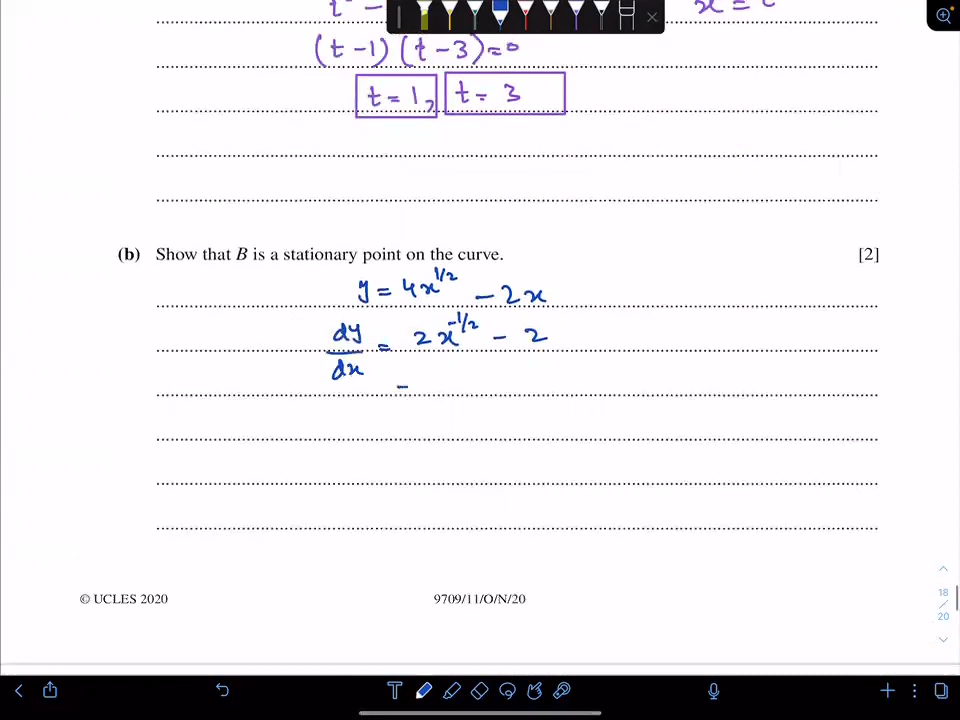 (t - 1) (t - 3) = 0
t = 1, t = 3
(b) Show that B is a stationary point on the curve. [2]
y = 4x^{1/2} - 2x
dy/dx = 2x^{-1/2} - 2
=
© UCLES 2020 9709/11/O/N/20
18
/
20
T